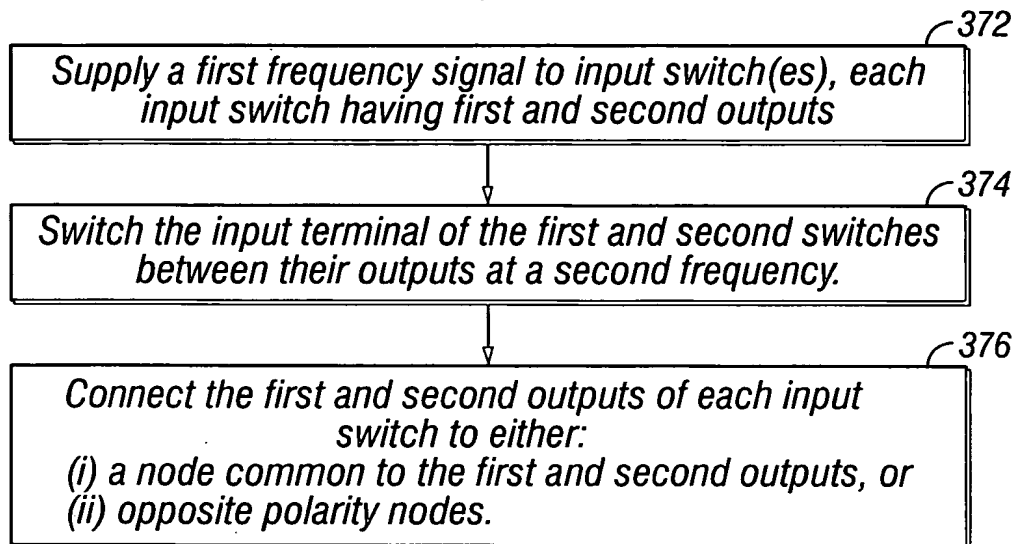 372
Supply a first frequency signal to input switch(es), each
input switch having first and second outputs
374
Switch the input terminal of the first and second switches
between their outputs at a second frequency.
376
Connect the first and second outputs of each input
switch to either:
(i) a node common to the first and second outputs, or
(ii) opposite polarity nodes.